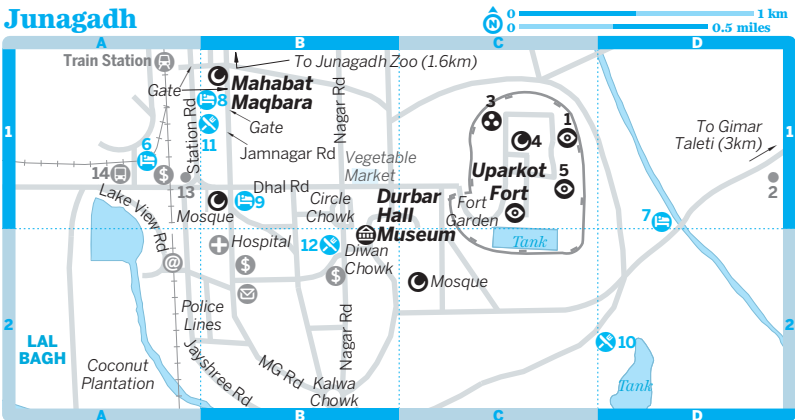 Junagadh
0 1 km
0 0.5 miles
N
A B C D
Train Station
To Junagadh Zoo (1.6km)
Gate
Mahabat
Maqbara
8
Gate
11
Jamnagar Rd
Station Rd
Nagar Rd
Vegetable
Market
3
1
4
Uparkot
Fort
5
To Girnar
Taleti (3km)
2
1
1
6
14
13
Lake View Rd
Dhal Rd
9
Mosque
Circle
Chowk
Durbar
Hall
Museum
Fort
Garden
Tank
7
Hospital
12
Diwan
Chowk
@
$
$
$
Mosque
Police
Lines
Nagar Rd
2
2
LAL
BAGH
Coconut
Plantation
Jayshree Rd
MG Rd
Kalwa
Chowk
10
Tank
A B C D